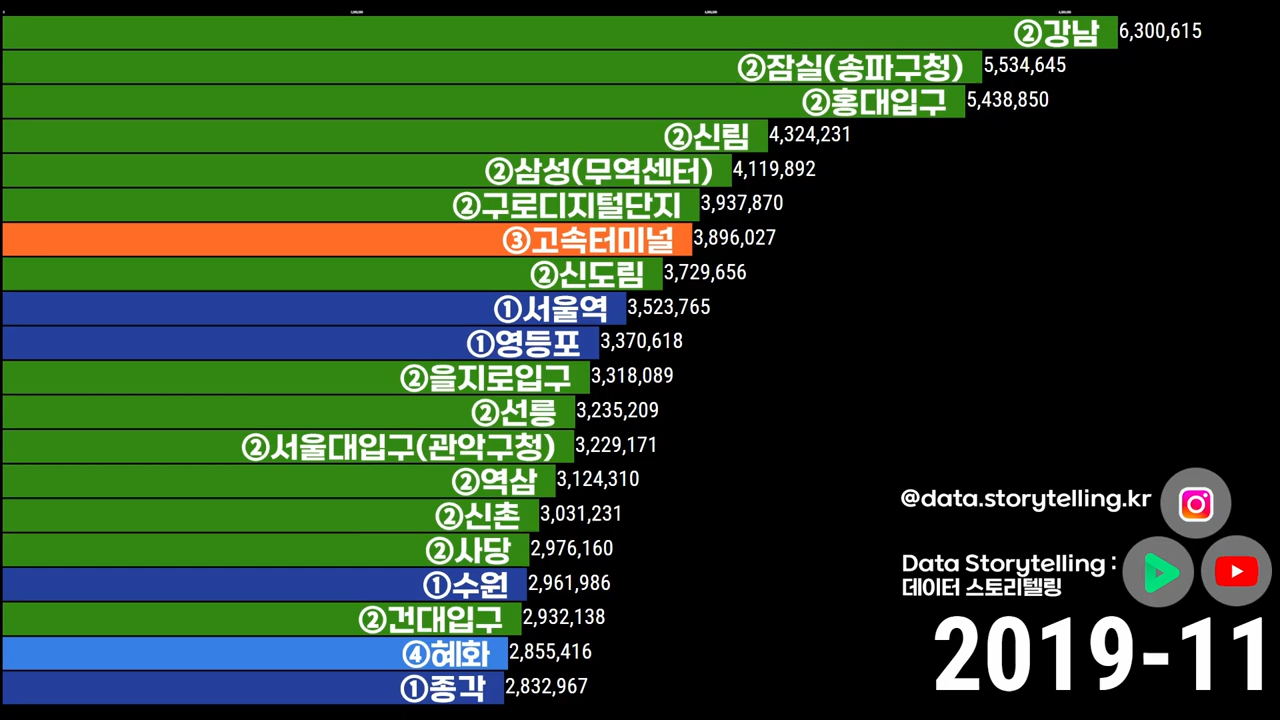 ②강남 6,300,615
②잠실(송파구청) 5,534,645
②홍대입구 5,438,850
②신림 4,324,231
②삼성(무역센터) 4,119,892
②구로디지털단지 3,937,870
③고속터미널 3,896,027
②신도림 3,729,656
①서울역 3,523,765
①영등포 3,370,618
②을지로입구 3,318,089
②선릉 3,235,209
②서울대입구(관악구청) 3,229,171
②역삼 3,124,310
②신촌 3,031,231
②사당 2,976,160
①수원 2,961,986
②건대입구 2,932,138
④혜화 2,855,416
①종각 2,832,967
@data.storytelling.kr
Data Storytelling :
데이터 스토리텔링
2019-11